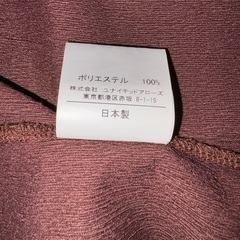 ポリエステル 100%
株式会社 ユナイテッドアローズ
東京都港区赤坂 8-1-19
日本製